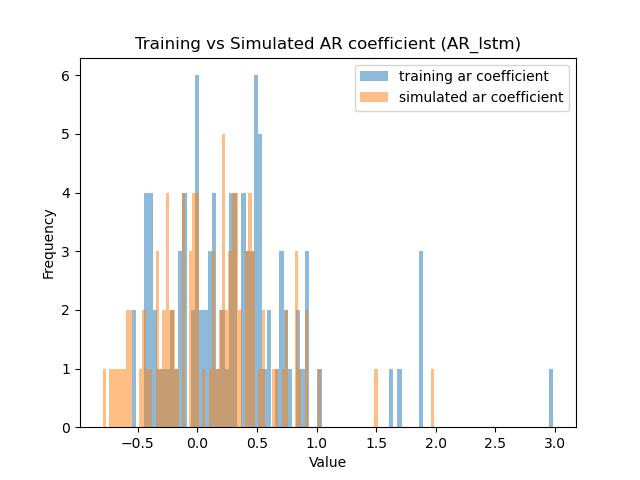 Training vs Simulated AR coefficient (AR_lstm)
training ar coefficient
simulated ar coefficient
Frequency
6
5
4
3
2
1
0
−0.5 0.0 0.5 1.0 1.5 2.0 2.5 3.0
Value